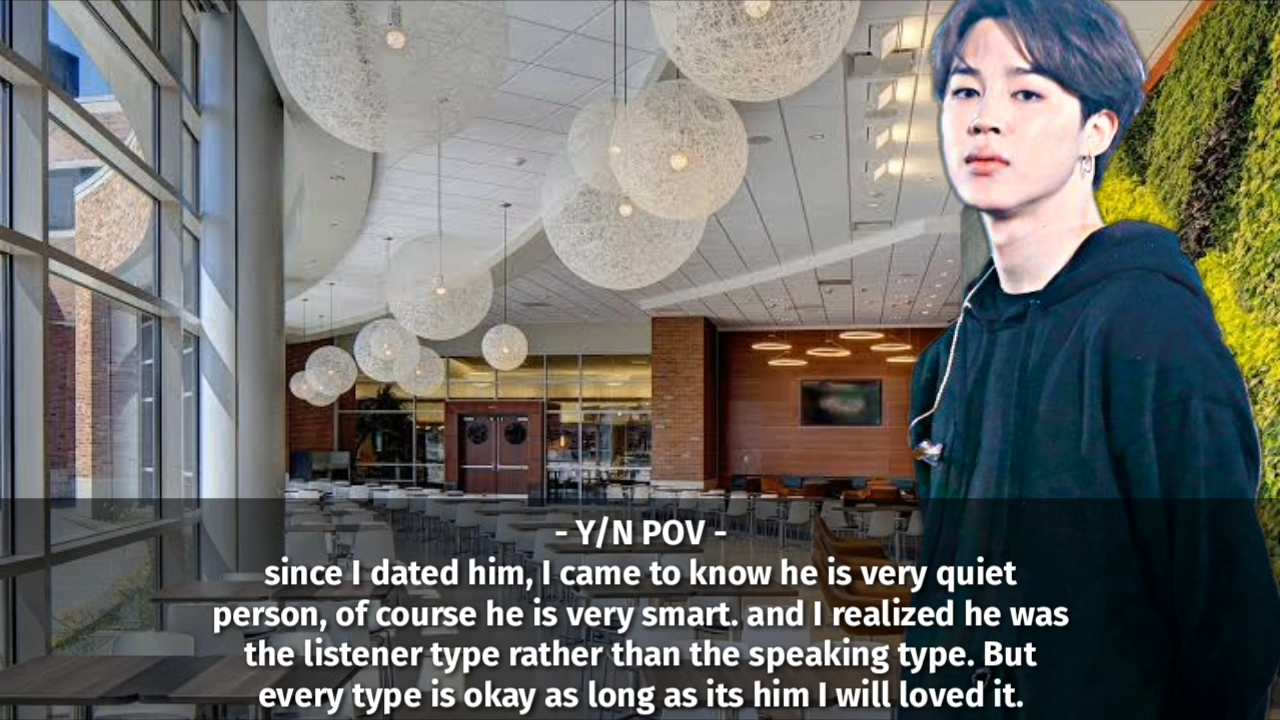 - Y/N POV -
since I dated him, I came to know he is very quiet
person, of course he is very smart. and I realized he was
the listener type rather than the speaking type. But
every type is okay as long as its him I will loved it.